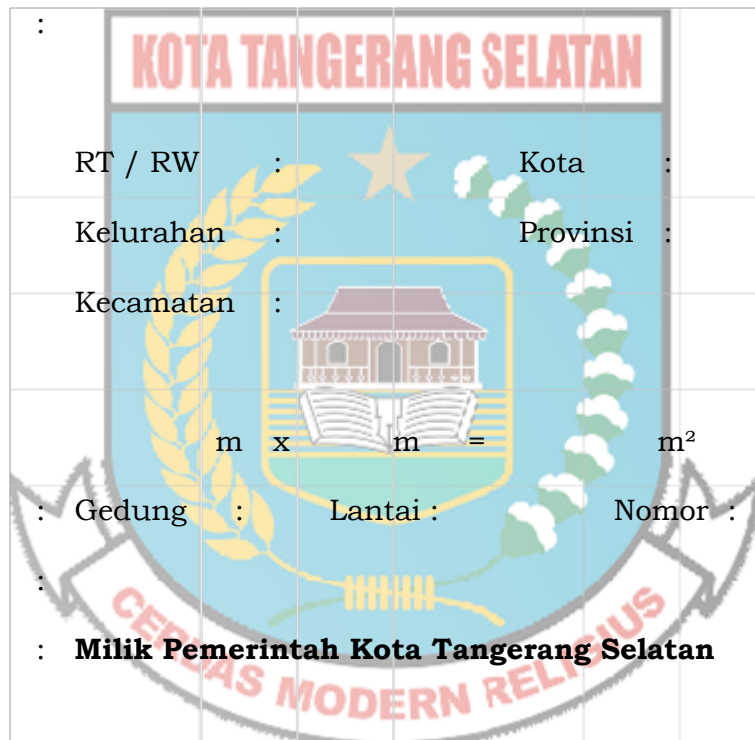 :
KOTA TANGERANG SELATAN
RT / RW : Kota :
Kelurahan : Provinsi :
Kecamatan :
m x m = m²
: Gedung : Lantai : Nomor :
:
: Milik Pemerintah Kota Tangerang Selatan
CERDAS MODERN RELIGIUS